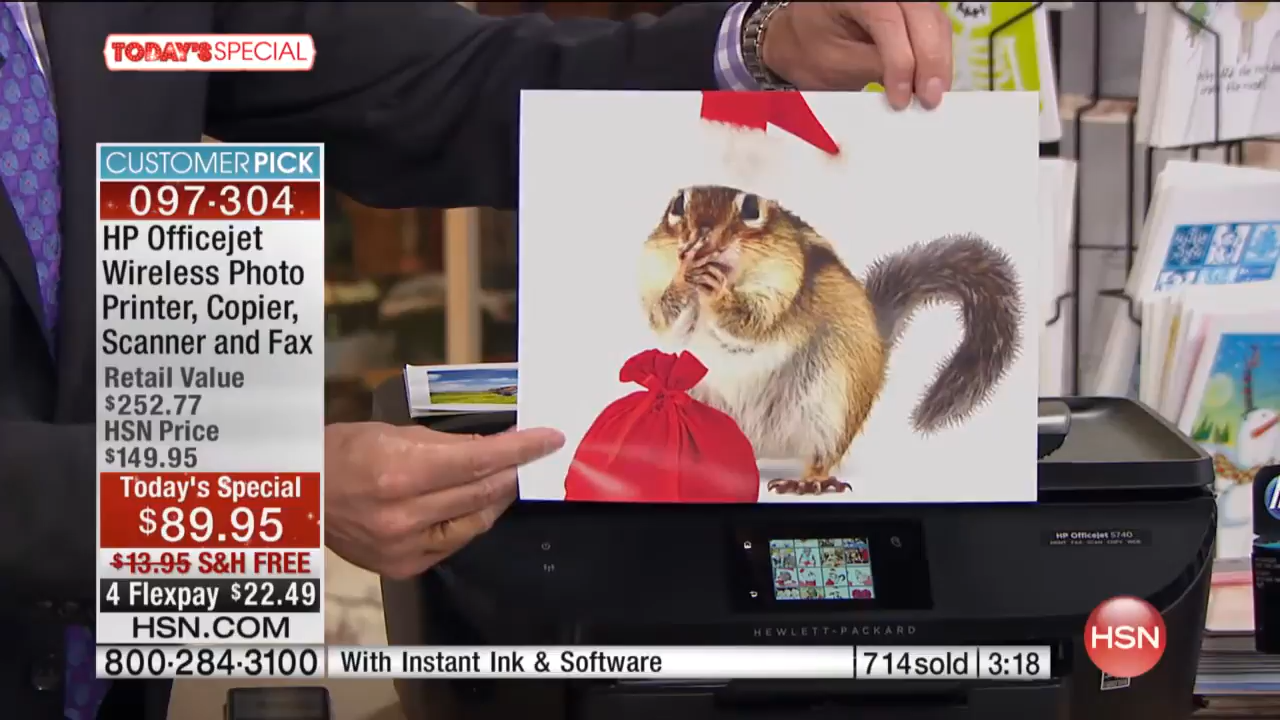 TODAY'S SPECIAL
CUSTOMER PICK
097·304
HP Officejet
Wireless Photo
Printer, Copier,
Scanner and Fax
Retail Value
$252.77
HSN Price
$149.95
Today's Special
$89.95
$13.95 S&H FREE
4 Flexpay $22.49
HSN.COM
800·284·3100
With Instant Ink & Software
714 sold
3:18
HP Officejet 5740
HEWLETT-PACKARD
HSN